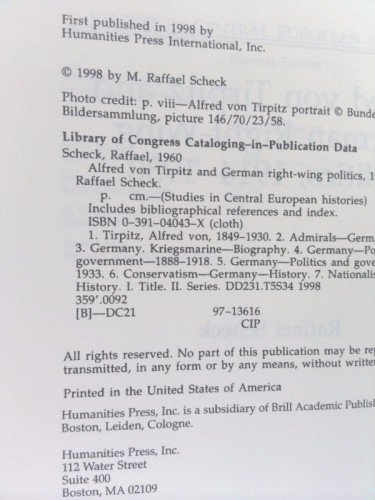 First published in 1998 by
Humanities Press International, Inc.
© 1998 by M. Raffael Scheck
Photo credit: p. viii—Alfred von Tirpitz portrait ©
Bildersammlung, picture 146/70/23/58.
Library of Congress Cataloging-in-Publication Data
Scheck, Raffael, 1960
Alfred von Tirpitz and German right-wing politics,
Raffael Scheck.
p. cm.—(Studies in Central European histories)
Includes bibliographical references and index.
ISBN 0-391-04043-X (cloth)
1. Tirpitz, Alfred von, 1849–1930. 2. Admirals—
3. Germany. Kriegsmarine—Biography. 4. Germany—
government—1888–1918. 5. Germany—Politics and
1933. 6. Conservatism—Germany—History. 7.
History. I. Title. II. Series. DD231.T5S34 1998
359'.0092
[B]—DC21 97-13616
CIP
All rights reserved. No part of this publication may be
transmitted, in any form or by any means, without
Printed in the United States of America
Humanities Press, Inc. is a subsidiary of Brill Academic
Boston, Leiden, Cologne.
Humanities Press, Inc.
112 Water Street
Suite 400
Boston, MA 02109